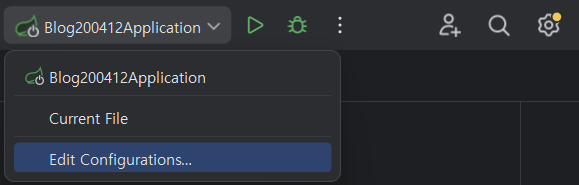 Blog200412Application
Blog200412Application
Current File
Edit Configurations...